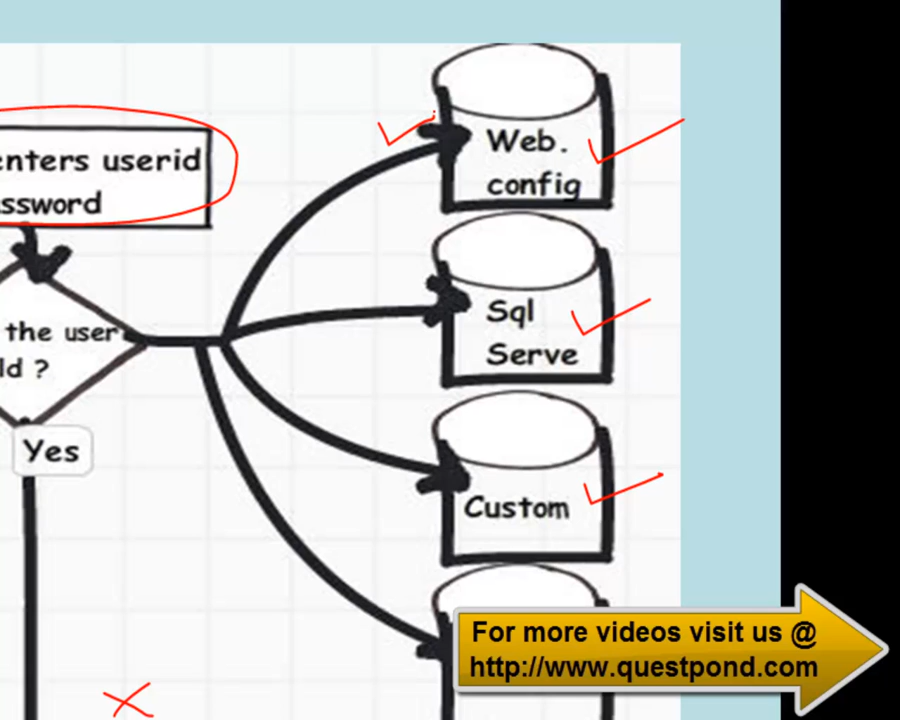 enters userid
ssword
the user
ld ?
Yes
Web.
config
Sql
Serve
Custom
For more videos visit us @
http://www.questpond.com